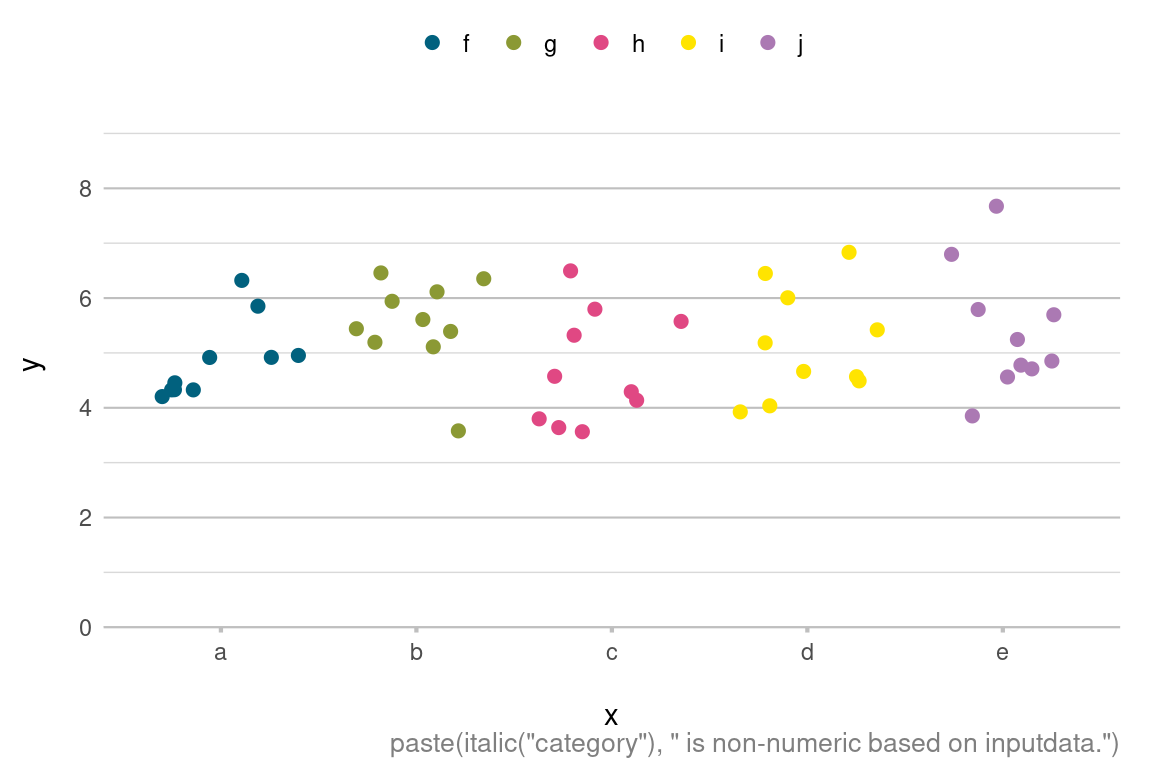 f g h i j
8
6
4
2
0
y
a b c d e
x
paste(italic("category"), " is non-numeric based on inputdata.")